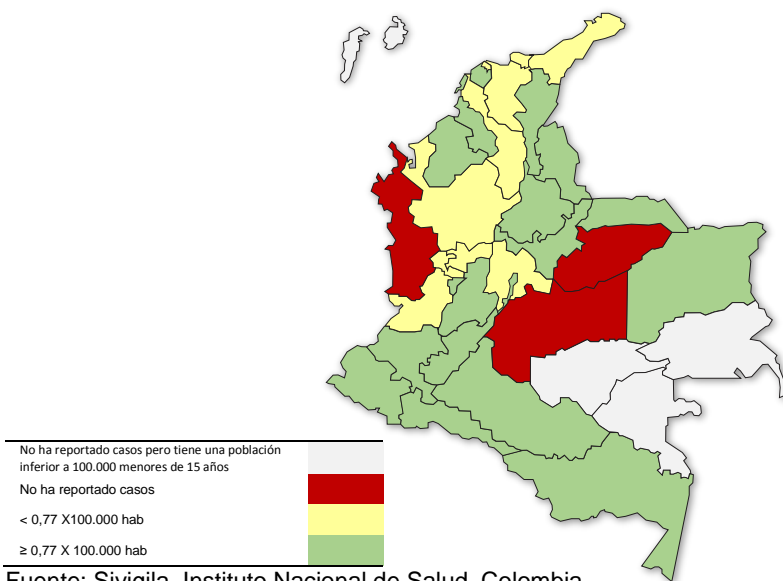 No ha reportado casos pero tiene una población
inferior a 100.000 menores de 15 años
No ha reportado casos
< 0,77 X100.000 hab
≥ 0,77 X 100.000 hab
Fuente: Sivigila, Instituto Nacional de Salud, Colombia